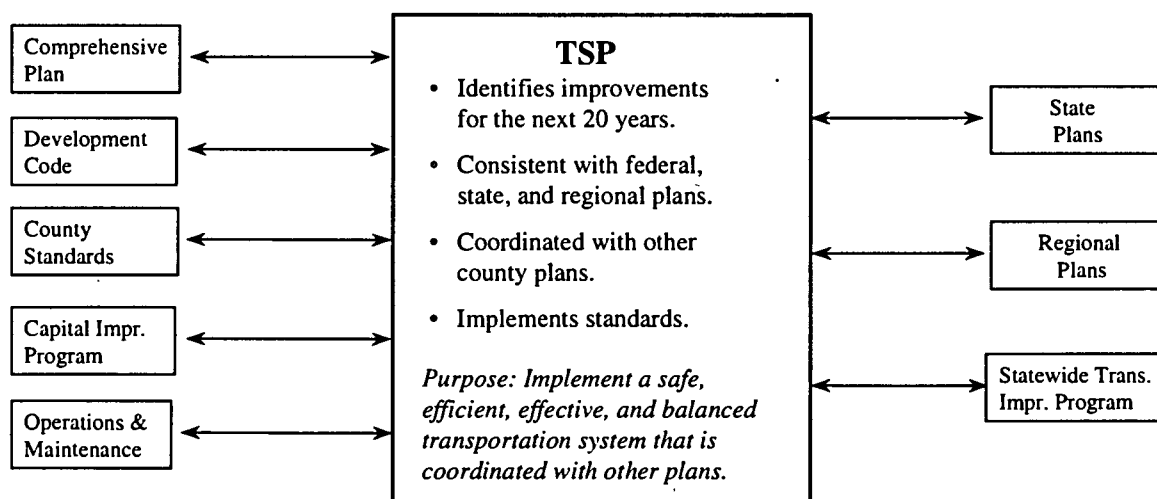 Comprehensive
Plan
Development
Code
County
Standards
Capital Impr.
Program
Operations &
Maintenance
TSP
• Identifies improvements
for the next 20 years.
• Consistent with federal,
state, and regional plans.
• Coordinated with other
county plans.
• Implements standards.
Purpose: Implement a safe,
efficient, effective, and balanced
transportation system that is
coordinated with other plans.
State
Plans
Regional
Plans
Statewide Trans.
Impr. Program